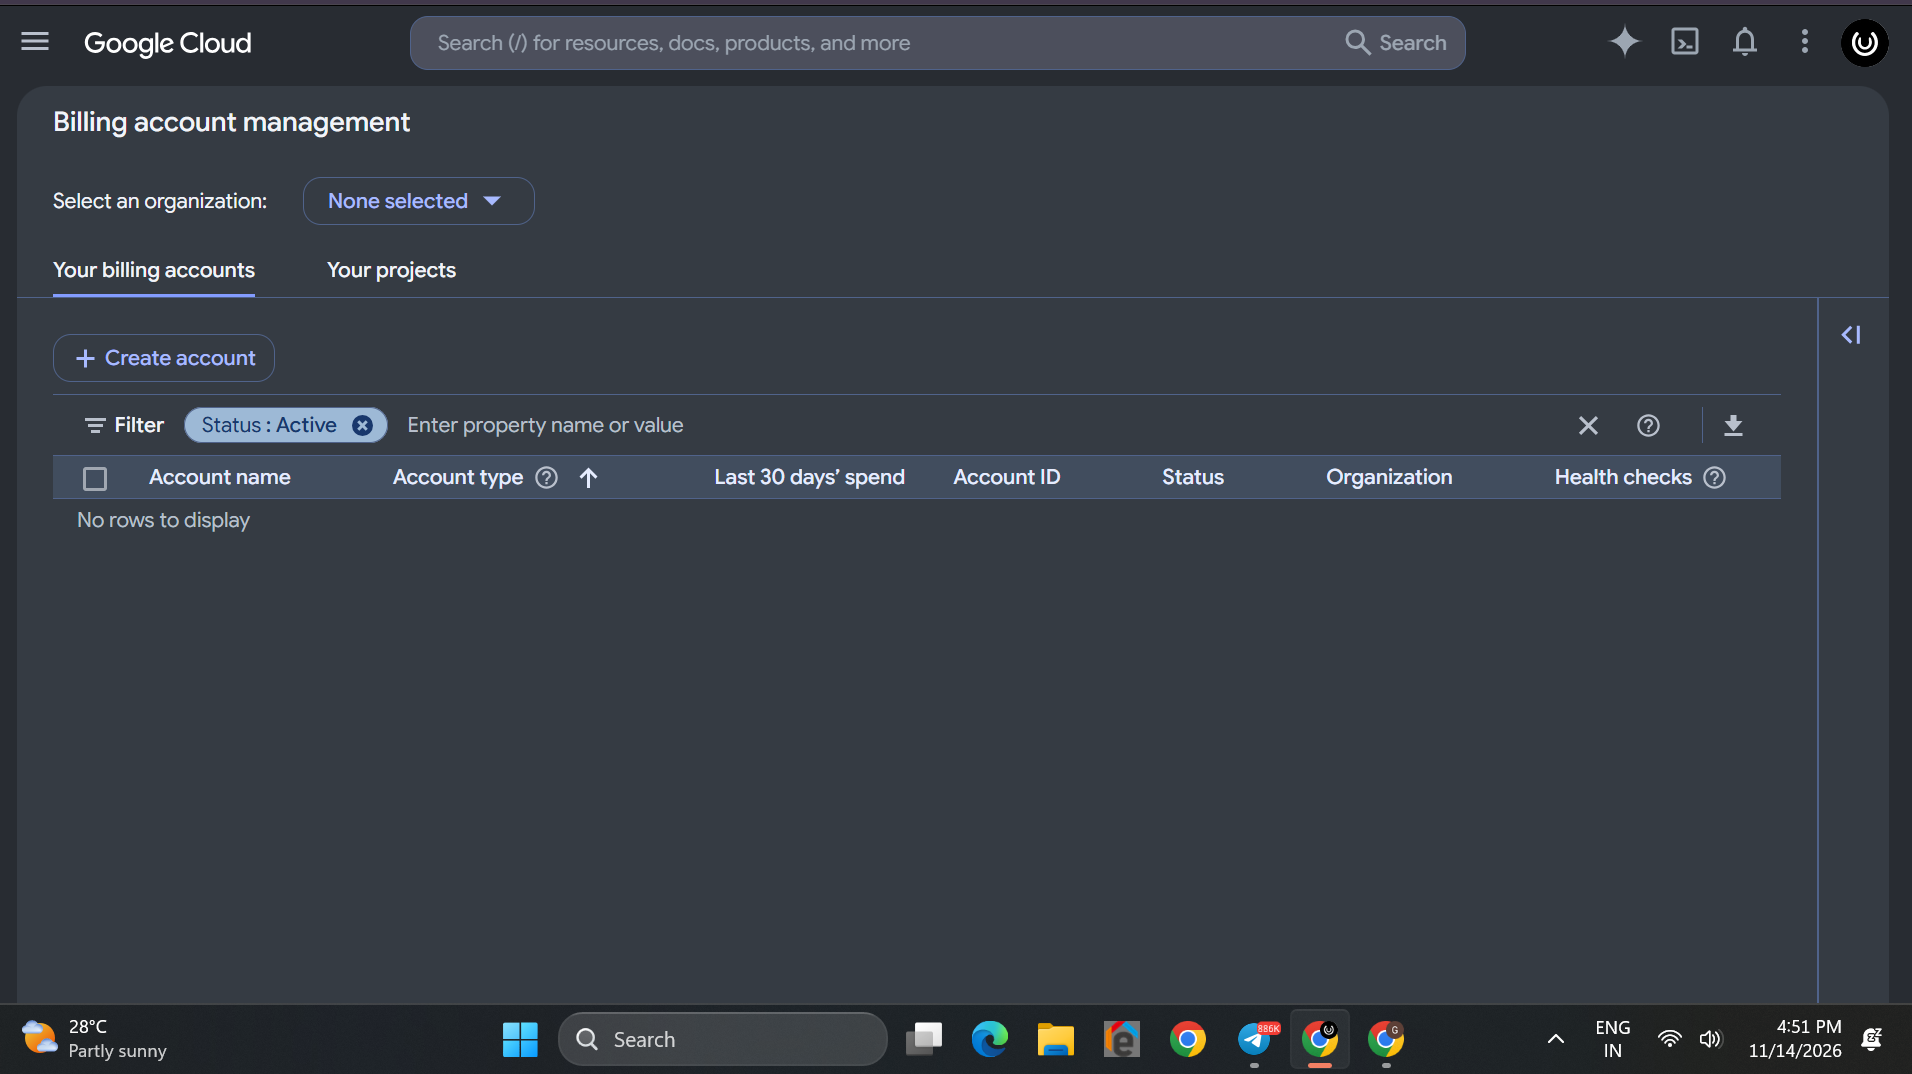 Google Cloud
Search (/) for resources, docs, products, and more
Search
Billing account management
Select an organization:
None selected
Your billing accounts
Your projects
Create account
Filter
Status : Active
Enter property name or value
Account name
Account type
Last 30 days’ spend
Account ID
Status
Organization
Health checks
No rows to display
28°C
Partly sunny
Search
886K
G
ENG
IN
4:51 PM
11/14/2026